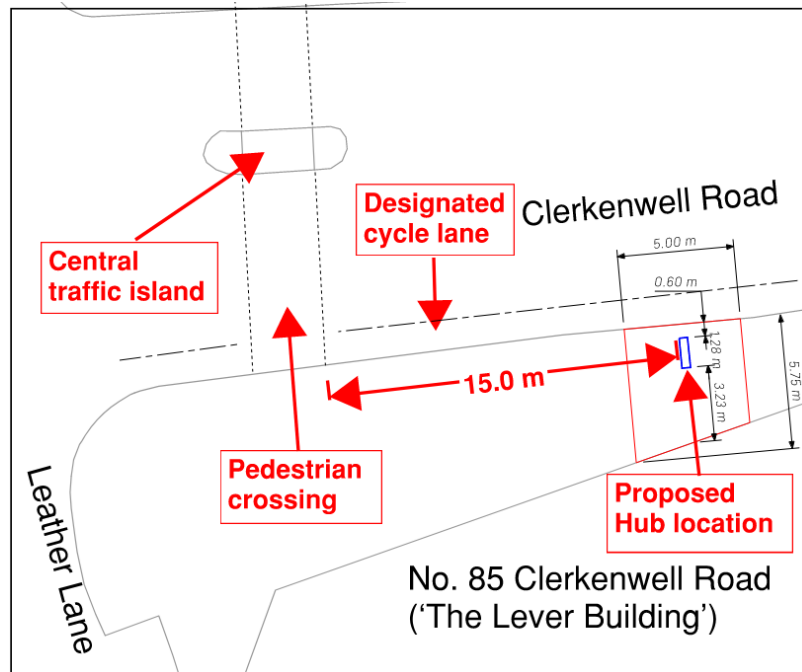 Clerkenwell Road
Designated
cycle lane
5.00 m
Central
traffic island
0.60 m
1.28 m
5.75 m
15.0 m
3.23 m
Pedestrian
crossing
Leather Lane
Proposed
Hub location
No. 85 Clerkenwell Road
(‘The Lever Building’)